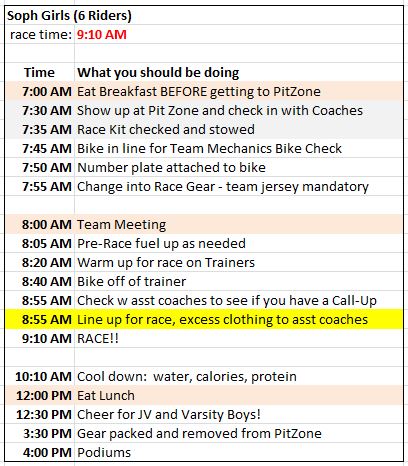 Soph Girls (6 Riders)
race time: 9:10 AM
Time What you should be doing
7:00 AM Eat Breakfast BEFORE getting to PitZone
7:30 AM Show up at Pit Zone and check in with Coaches
7:35 AM Race Kit checked and stowed
7:45 AM Bike in line for Team Mechanics Bike Check
7:50 AM Number plate attached to bike
7:55 AM Change into Race Gear - team jersey mandatory
8:00 AM Team Meeting
8:05 AM Pre-Race fuel up as needed
8:20 AM Warm up for race on Trainers
8:40 AM Bike off of trainer
8:55 AM Check w asst coaches to see if you have a Call-Up
8:55 AM Line up for race, excess clothing to asst coaches
9:10 AM RACE!!
10:10 AM Cool down: water, calories, protein
12:00 PM Eat Lunch
12:30 PM Cheer for JV and Varsity Boys!
3:30 PM Gear packed and removed from PitZone
4:00 PM Podiums